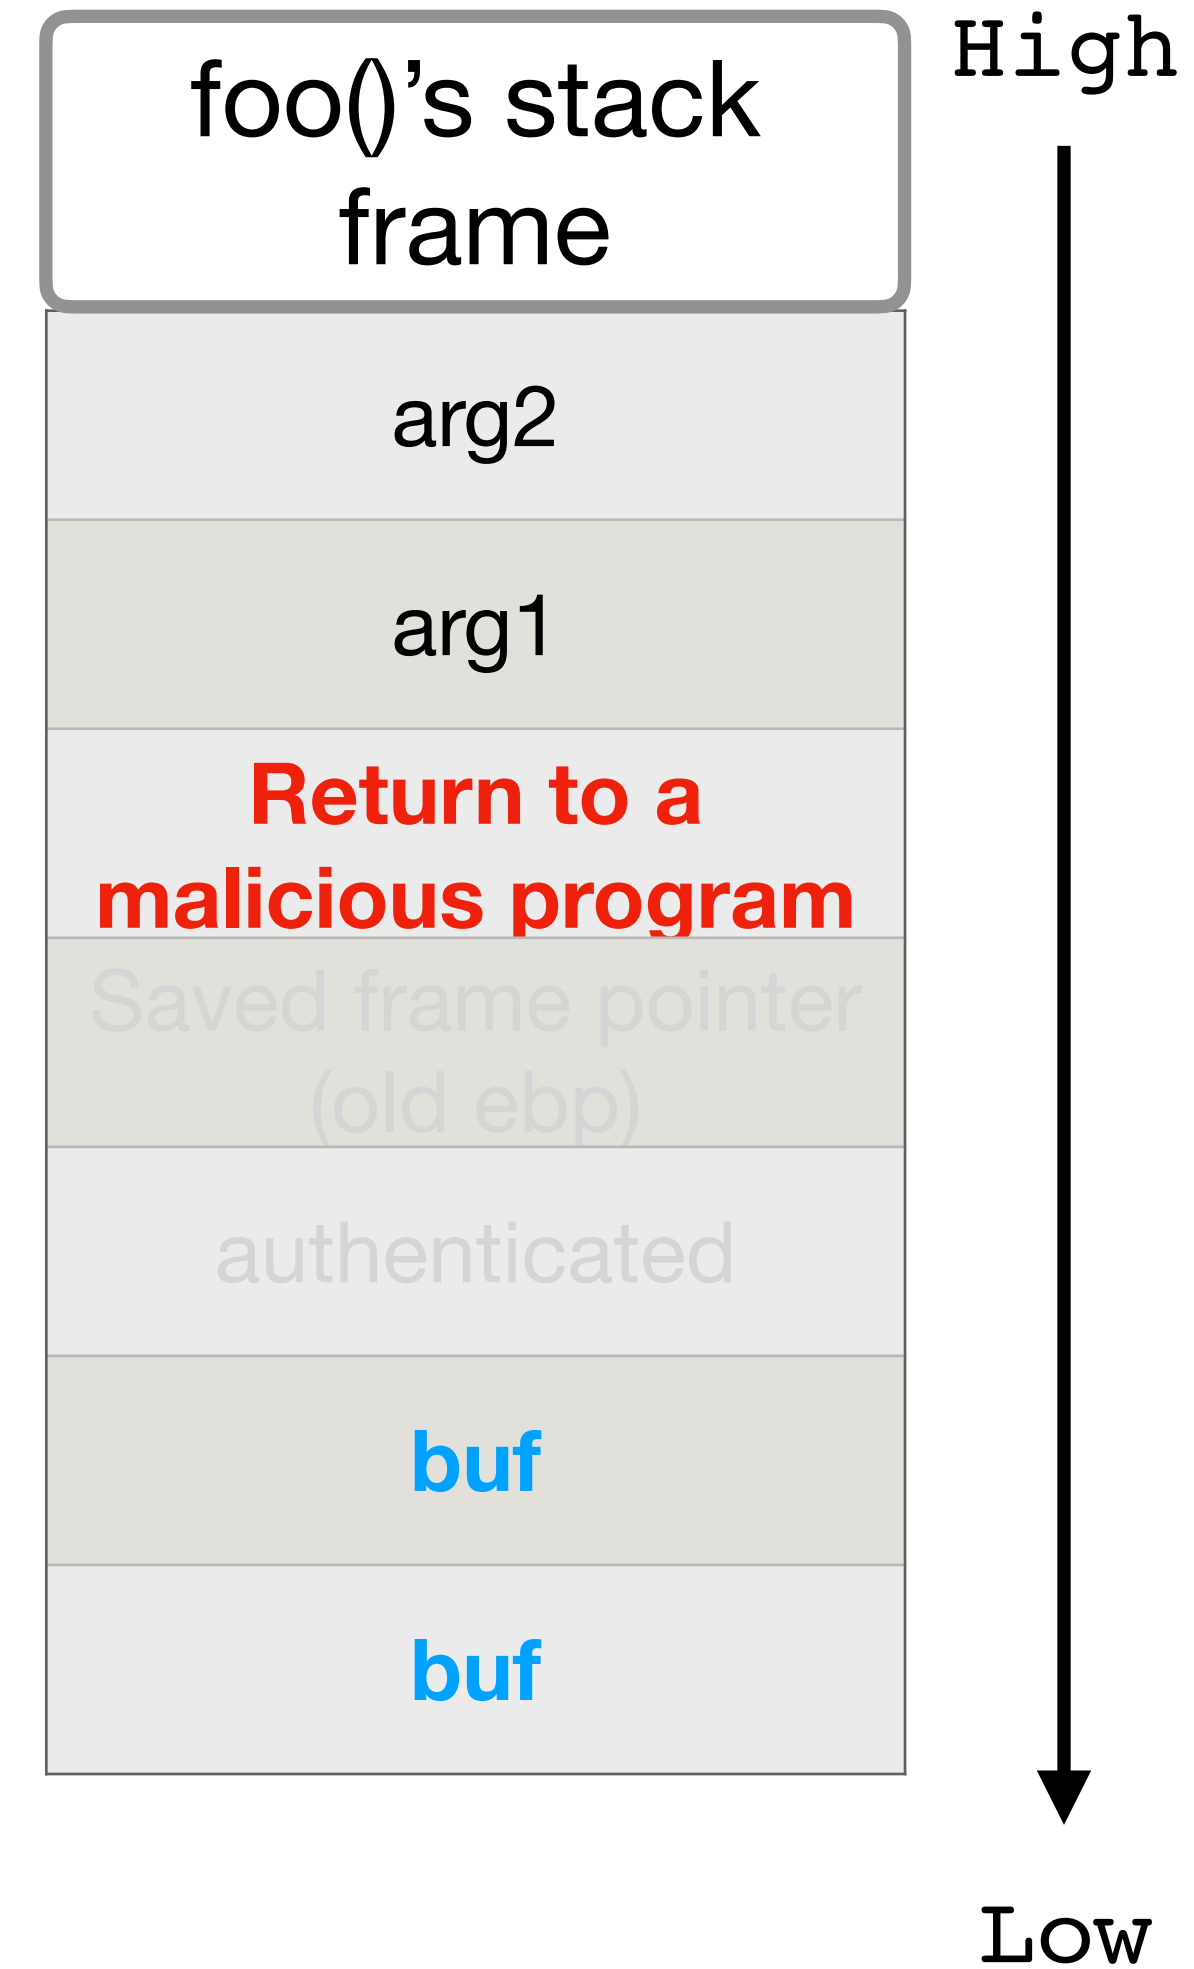 foo()’s stack
frame
High
arg2
arg1
Return to a
malicious program
Saved frame pointer
(old ebp)
authenticated
buf
buf
Low